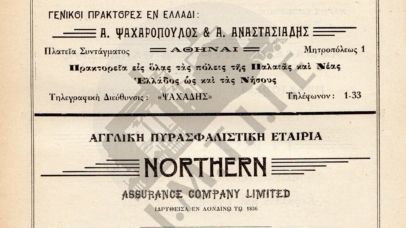 ΓΕΝΙΚΟΙ ΠΡΑΚΤΟΡΕΣ ΕΝ ΕΛΛΑΔΙ:
Α. ΨΑΧΑΡΟΠΟΥΛΟΣ & Α. ΑΝΑΣΤΑΣΙΑΔΗΣ
Πλατεῖα Συντάγματος ΑΘΗΝΑΙ Μητροπόλεως 1
Πρακτορεῖα εἰς ὅλας τὰς πόλεις τῆς Παλαιᾶς καὶ Νέας
Ἑλλάδος ὡς καὶ τὰς Νήσους
Τηλεγραφικὴ Διεύθυνσις: «ΨΑΧΑΔΗΣ» Τηλέφωνον: 1-33
ΑΓΓΛΙΚΗ ΠΥΡΑΣΦΑΛΙΣΤΙΚΗ ΕΤΑΙΡΙΑ
NORTHERN
ASSURANCE COMPANY LIMITED
ΙΔΡΥΘΕΙΣΑ ΕΝ ΛΟΝΔΙΝΩ ΤΩ 1836